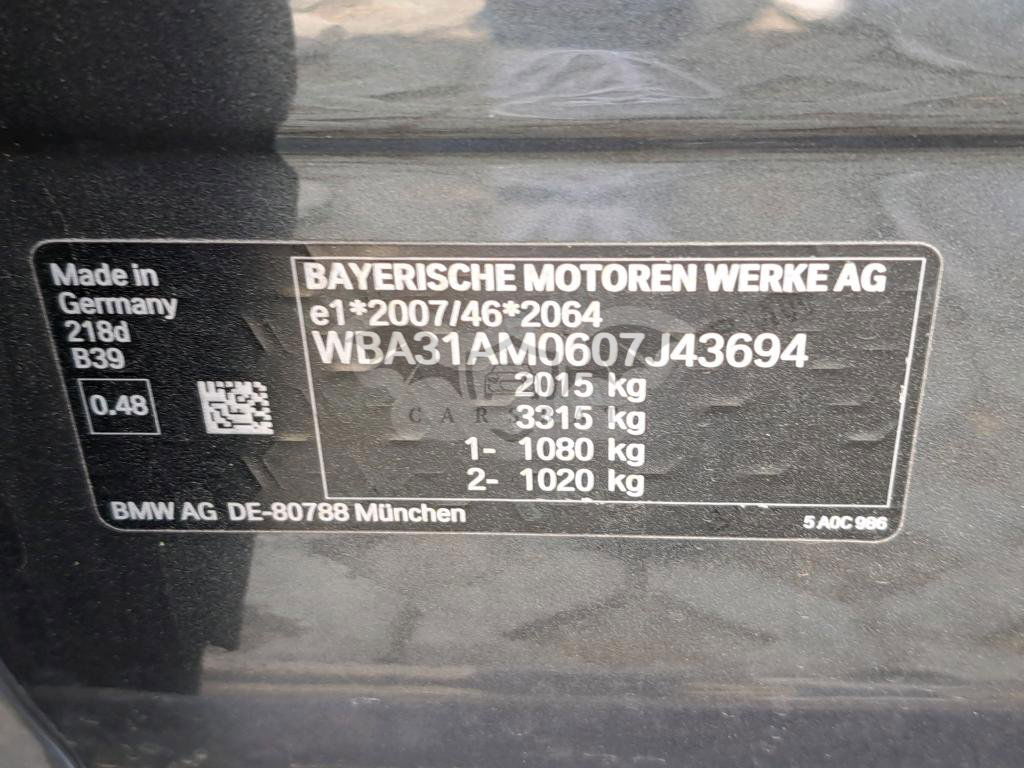 Made in
Germany
218d
B39
0.48
BAYERISCHE MOTOREN WERKE AG
e1*2007/46*2064
WBA31AM0607J43694
2015 kg
3315 kg
1- 1080 kg
2- 1020 kg
BMW AG DE-80788 München
5 A0C 986